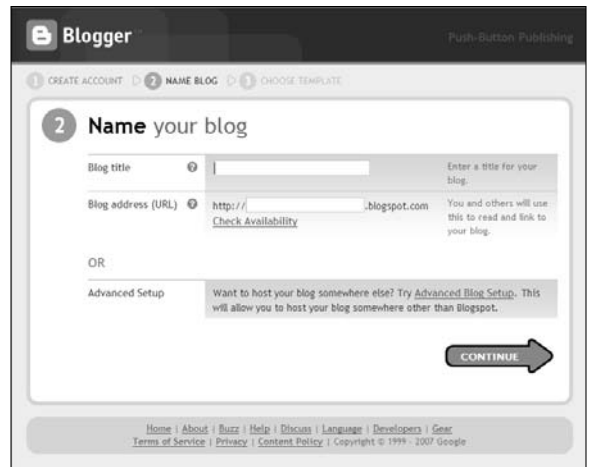 Blogger™
Push-Button Publishing
1 CREATE ACCOUNT 2 NAME BLOG 3 CHOOSE TEMPLATE
2 Name your blog
Blog title ? Enter a title for your
blog.
Blog address (URL) ? http:// .blogspot.com You and others will use
Check Availability this to read and link to
your blog.
OR
Advanced Setup Want to host your blog somewhere else? Try Advanced Blog Setup. This
will allow you to host your blog somewhere other than Blogspot.
CONTINUE
Home | About | Buzz | Help | Discuss | Language | Developers | Gear
Terms of Service | Privacy | Content Policy | Copyright © 1999 - 2007 Google